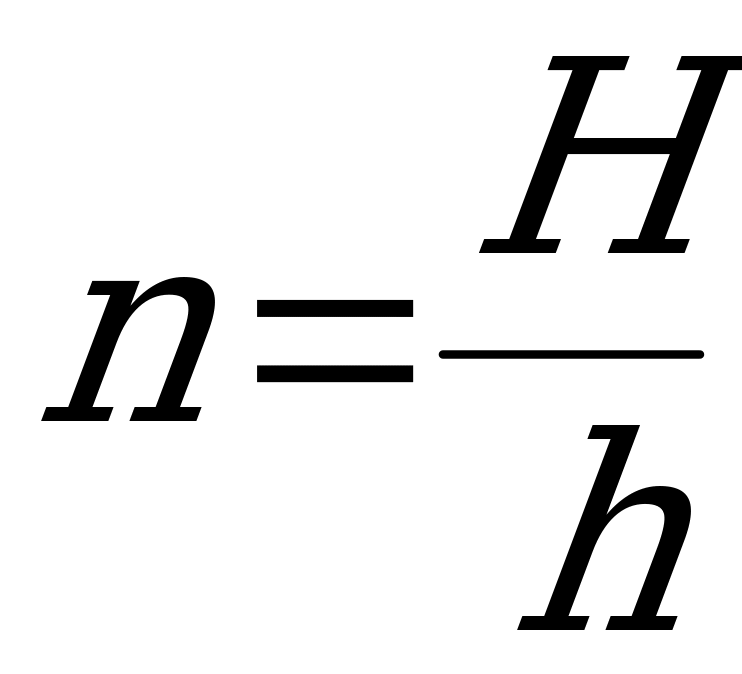 n = H/h